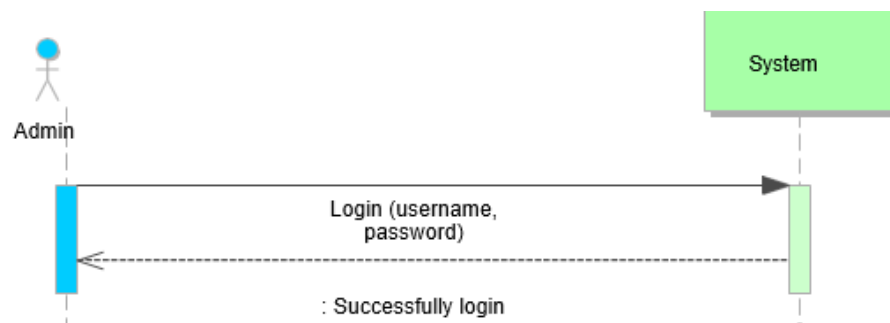 System
Admin
Login (username,
password)
: Successfully login